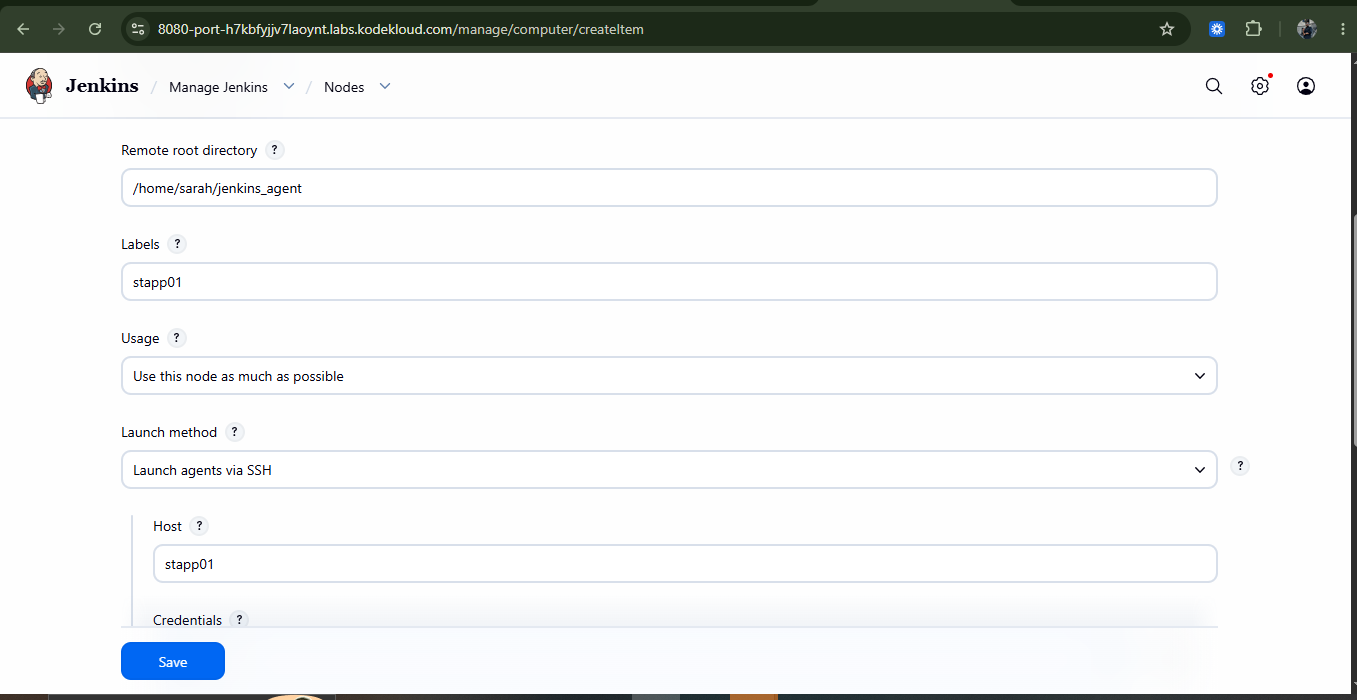 8080-port-h7kbfyjjv7laoynt.labs.kodekloud.com/manage/computer/createItem
Jenkins / Manage Jenkins / Nodes
Remote root directory ?
/home/sarah/jenkins_agent
Labels ?
stapp01
Usage ?
Use this node as much as possible
Launch method ?
Launch agents via SSH ?
Host ?
stapp01
Credentials ?
Save